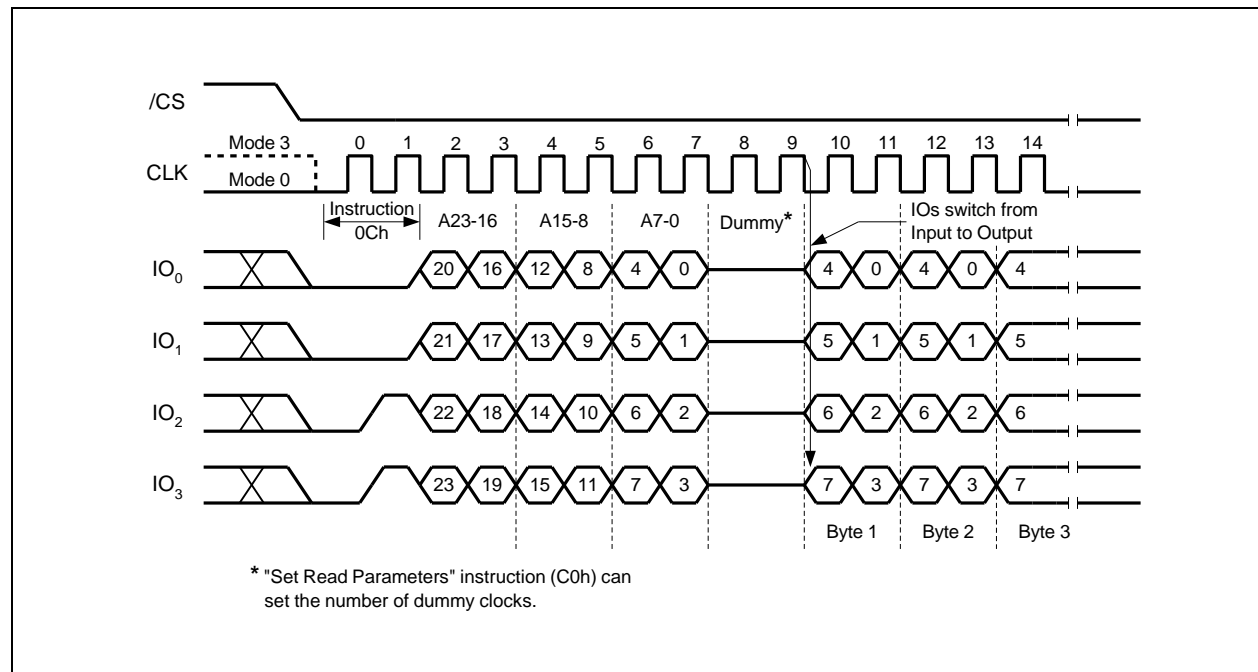 /CS
Mode 3 0 1 2 3 4 5 6 7 8 9 10 11 12 13 14
CLK
Mode 0
Instruction
0Ch
A23-16 A15-8 A7-0 Dummy*
IOs switch from
Input to Output
IO0 20 16 12 8 4 0 4 0 4 0 4
IO1 21 17 13 9 5 1 5 1 5 1 5
IO2 22 18 14 10 6 2 6 2 6 2 6
IO3 23 19 15 11 7 3 7 3 7 3 7
Byte 1 Byte 2 Byte 3
* "Set Read Parameters" instruction (C0h) can
set the number of dummy clocks.